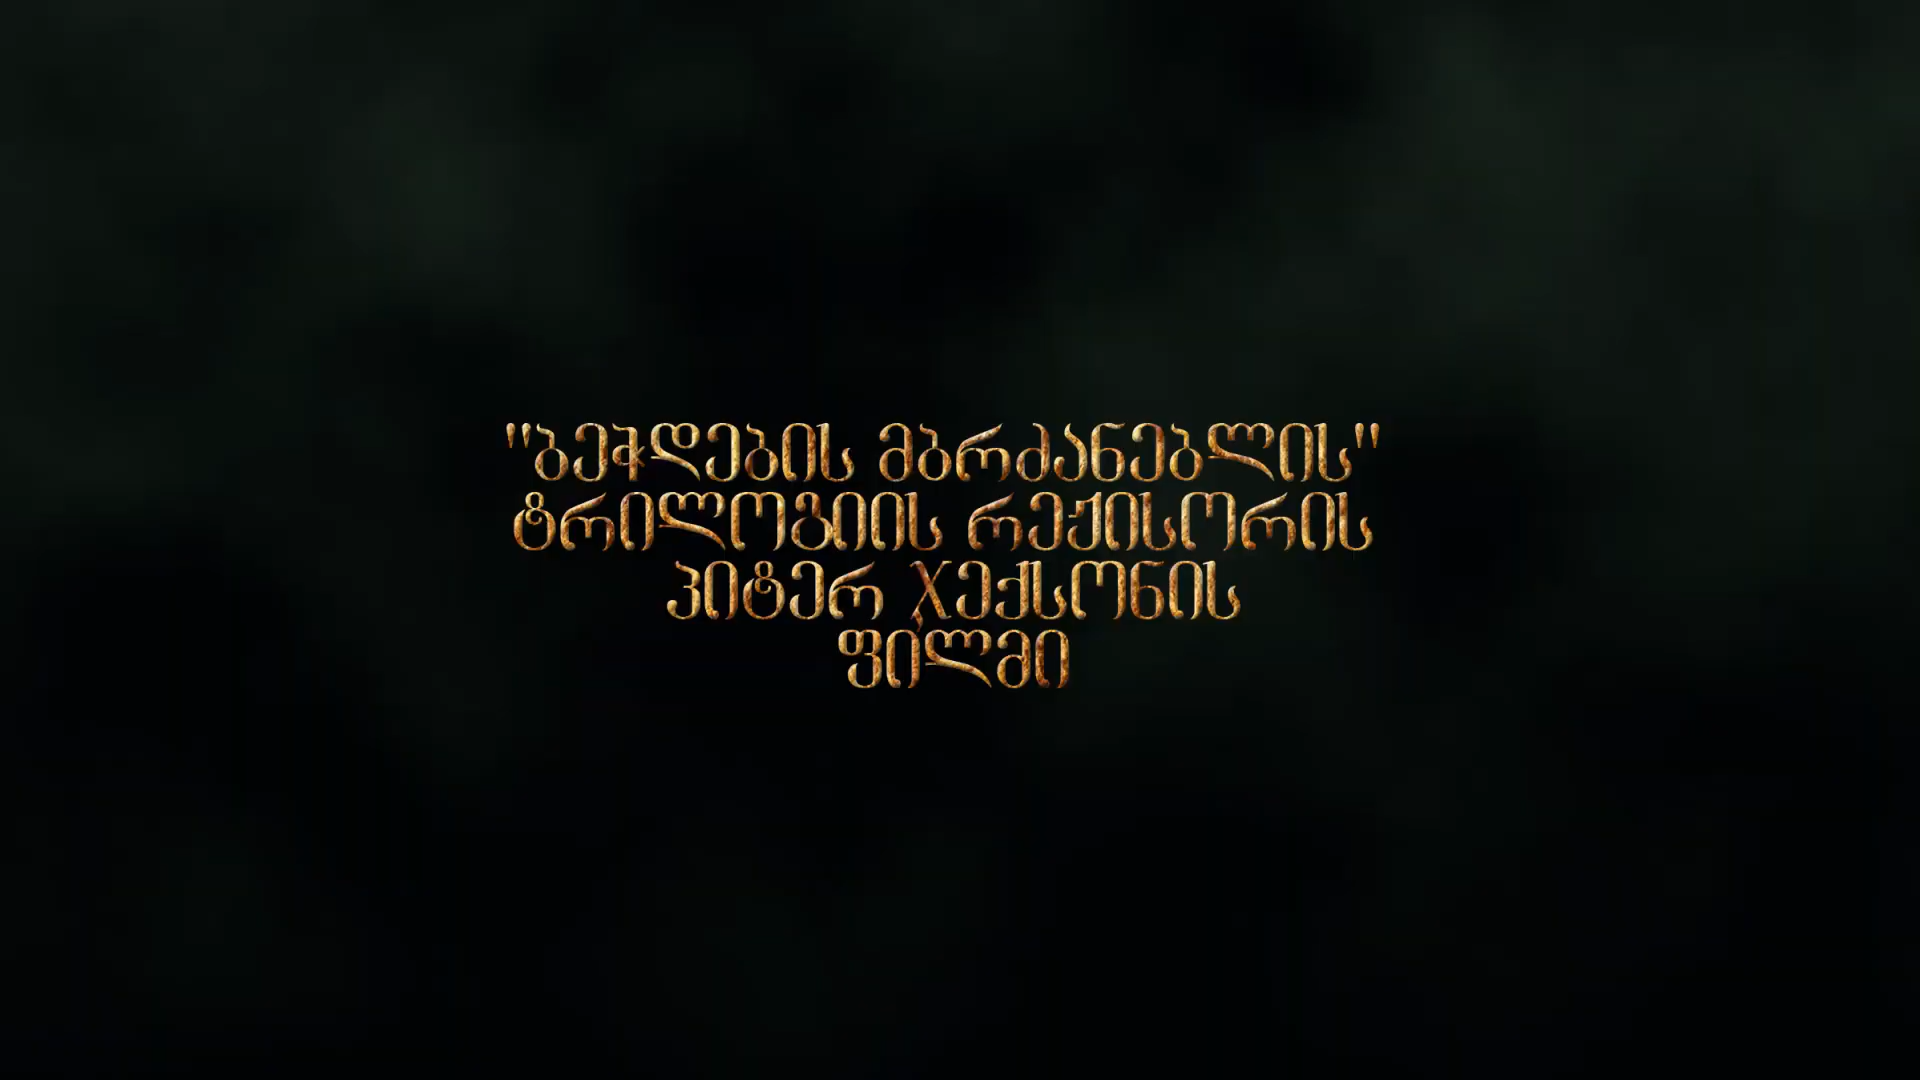 "ბეჭდების მბრძანებლის"
ტრილოგიის რეჟისორის
პიტერ ჯექსონის
ფილმი